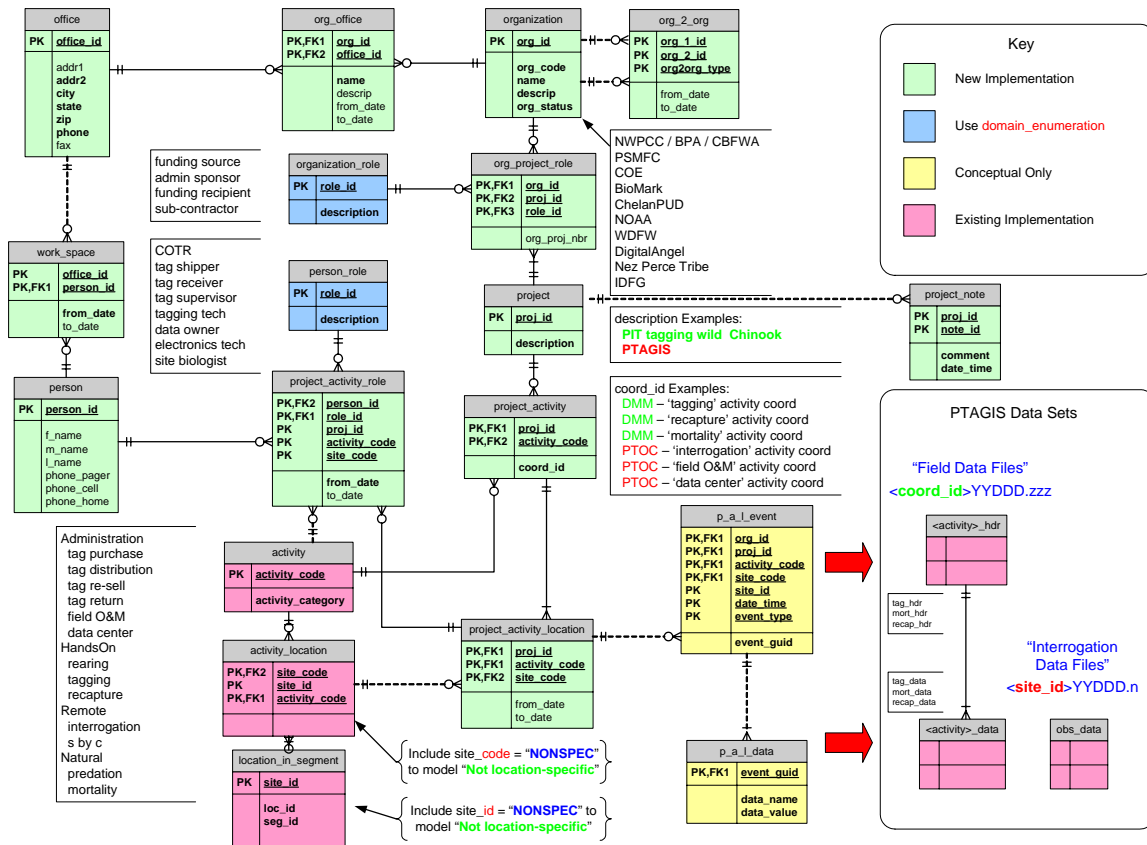 office
PK office_id
addr1
addr2
city
state
zip
phone
fax
org_office
PK,FK1 org_id
PK,FK2 office_id
name
descrip
from_date
to_date
organization
PK org_id
org_code
name
descrip
org_status
org_2_org
PK org_1_id
PK org_2_id
PK org2org_type
from_date
to_date
Key
New Implementation
Use domain_enumeration
Conceptual Only
Existing Implementation
funding source
admin sponsor
funding recipient
sub-contractor
organization_role
PK role_id
description
org_project_role
PK,FK1 org_id
PK,FK2 proj_id
PK,FK3 role_id
org_proj_nbr
NWPCC / BPA / CBFWA
PSMFC
COE
BioMark
ChelanPUD
NOAA
WDFW
DigitalAngel
Nez Perce Tribe
IDFG
work_space
PK office_id
PK,FK1 person_id
from_date
to_date
COTR
tag shipper
tag receiver
tag supervisor
tagging tech
data owner
electronics tech
site biologist
person_role
PK role_id
description
project
PK proj_id
description
project_note
PK proj_id
PK note_id
comment
date_time
description Examples:
PIT tagging wild Chinook
PTAGIS
person
PK person_id
f_name
m_name
l_name
phone_pager
phone_cell
phone_home
project_activity_role
PK,FK2 person_id
PK,FK1 role_id
PK proj_id
PK activity_code
PK site_code
from_date
to_date
project_activity
PK,FK1 proj_id
PK,FK2 activity_code
coord_id
coord_id Examples:
DMM – ‘tagging’ activity coord
DMM – ‘recapture’ activity coord
DMM – ‘mortality’ activity coord
PTOC – ‘interrogation’ activity coord
PTOC – ‘field O&M’ activity coord
PTOC – ‘data center’ activity coord
PTAGIS Data Sets
“Field Data Files”
<coord_id>YYDDD.zzz
<activity>_hdr
tag_hdr
mort_hdr
recap_hdr
“Interrogation
Data Files”
<site_id>YYDDD.n
tag_data
mort_data
recap_data
<activity>_data
obs_data
Administration
tag purchase
tag distribution
tag re-sell
tag return
field O&M
data center
HandsOn
rearing
tagging
recapture
Remote
interrogation
s by c
Natural
predation
mortality
activity
PK activity_code
activity_category
p_a_l_event
PK,FK1 org_id
PK,FK1 proj_id
PK,FK1 activity_code
PK,FK1 site_code
PK site_id
PK date_time
PK event_type
event_guid
activity_location
PK,FK2 site_code
PK site_id
PK,FK1 activity_code
project_activity_location
PK,FK1 proj_id
PK,FK1 activity_code
PK,FK2 site_code
from_date
to_date
location_in_segment
PK site_id
loc_id
seg_id
Include site_code = “NONSPEC”
to model “Not location-specific”
Include site_id = “NONSPEC” to
model “Not location-specific”
p_a_l_data
PK,FK1 event_guid
data_name
data_value